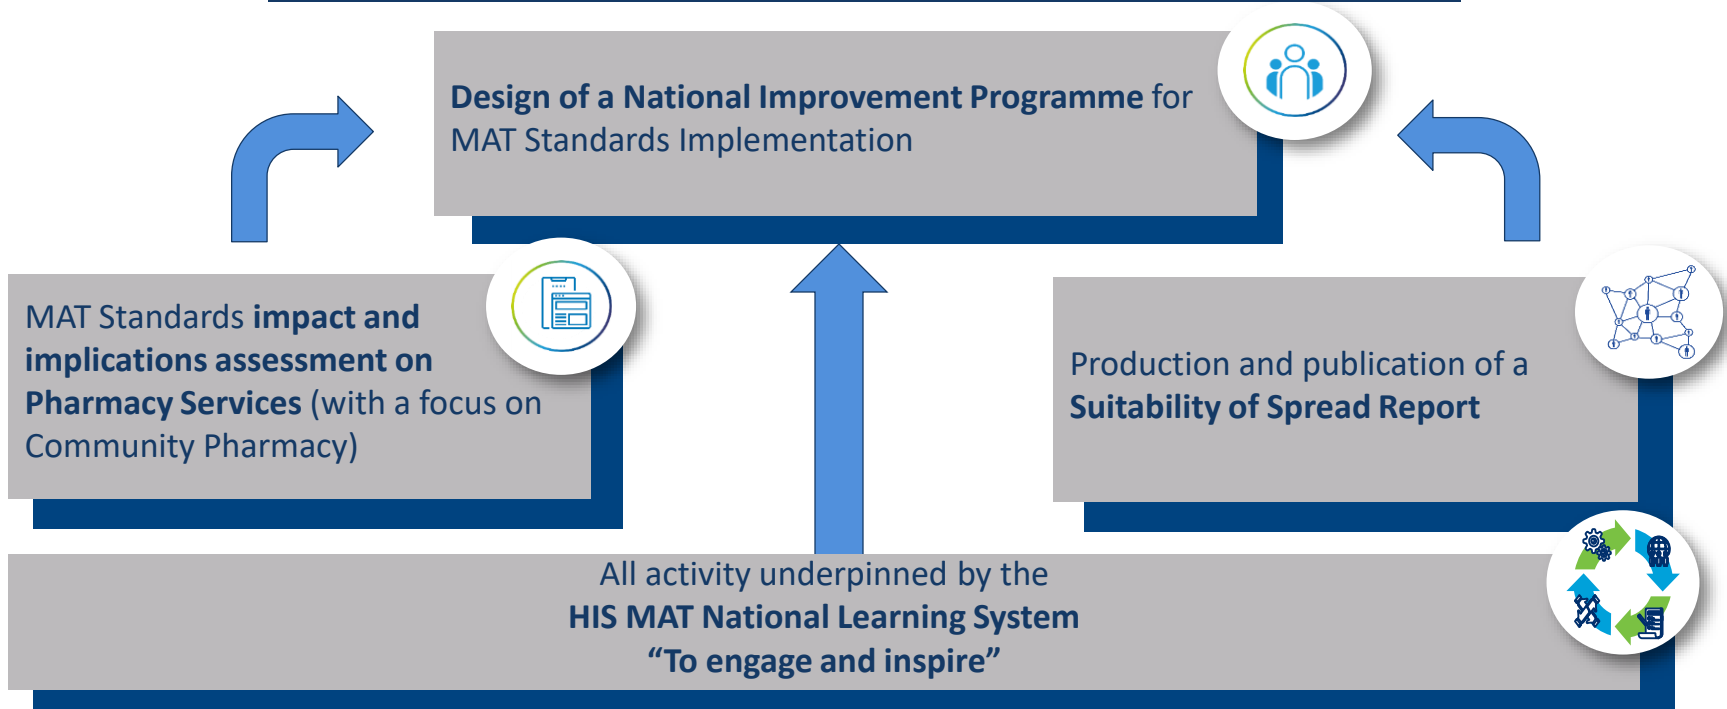 Design of a National Improvement Programme for
MAT Standards Implementation
MAT Standards impact and
implications assessment on
Pharmacy Services (with a focus on
Community Pharmacy)
Production and publication of a
Suitability of Spread Report
All activity underpinned by the
HIS MAT National Learning System
“To engage and inspire”